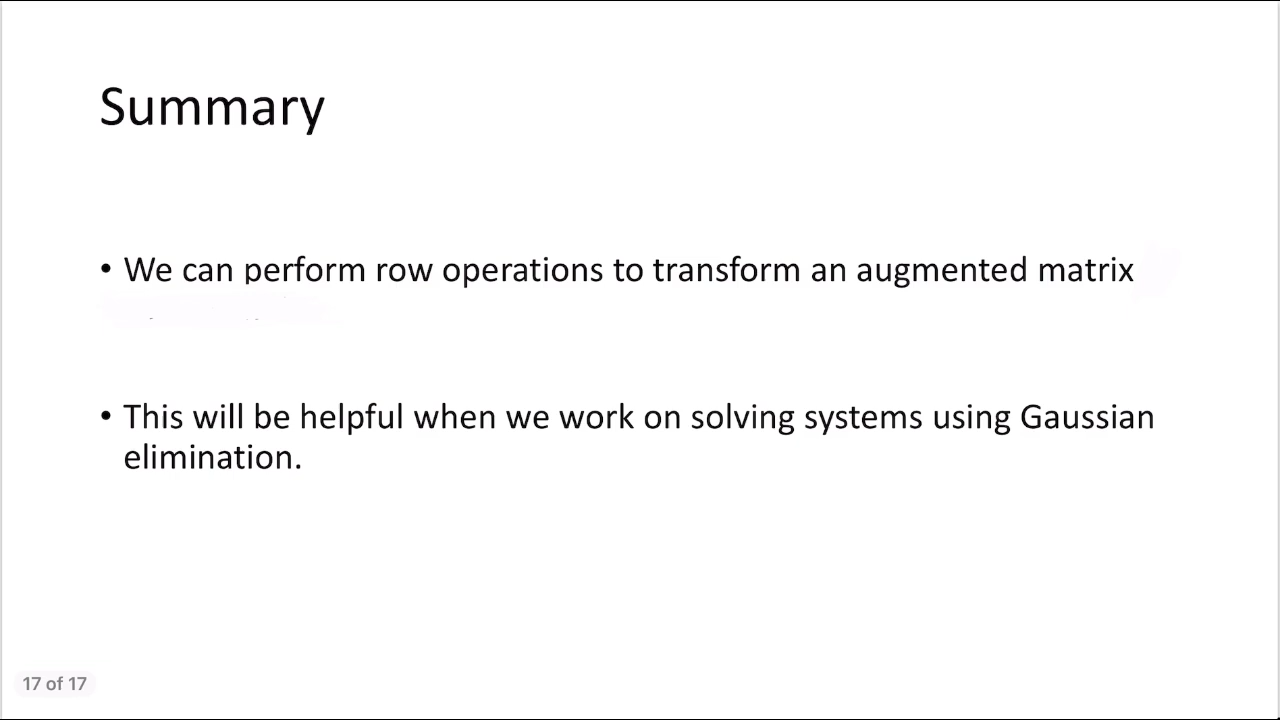 Summary
• We can perform row operations to transform an augmented matrix
• This will be helpful when we work on solving systems using Gaussian
elimination.
17 of 17